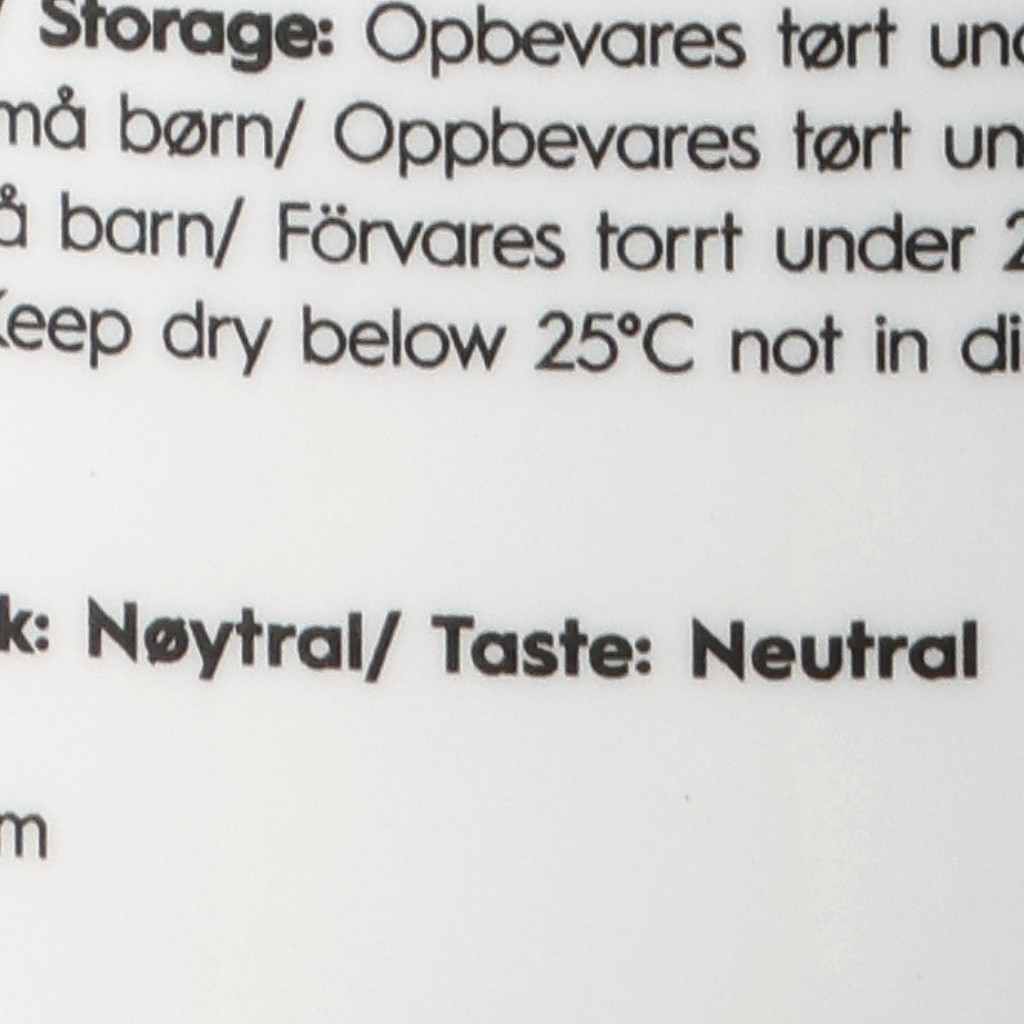 / Storage: Opbevares tørt
må børn/ Oppbevares tørt
barn/ Förvares torrt under
Keep dry below 25°C not in
Nøytral/ Taste: Neutral